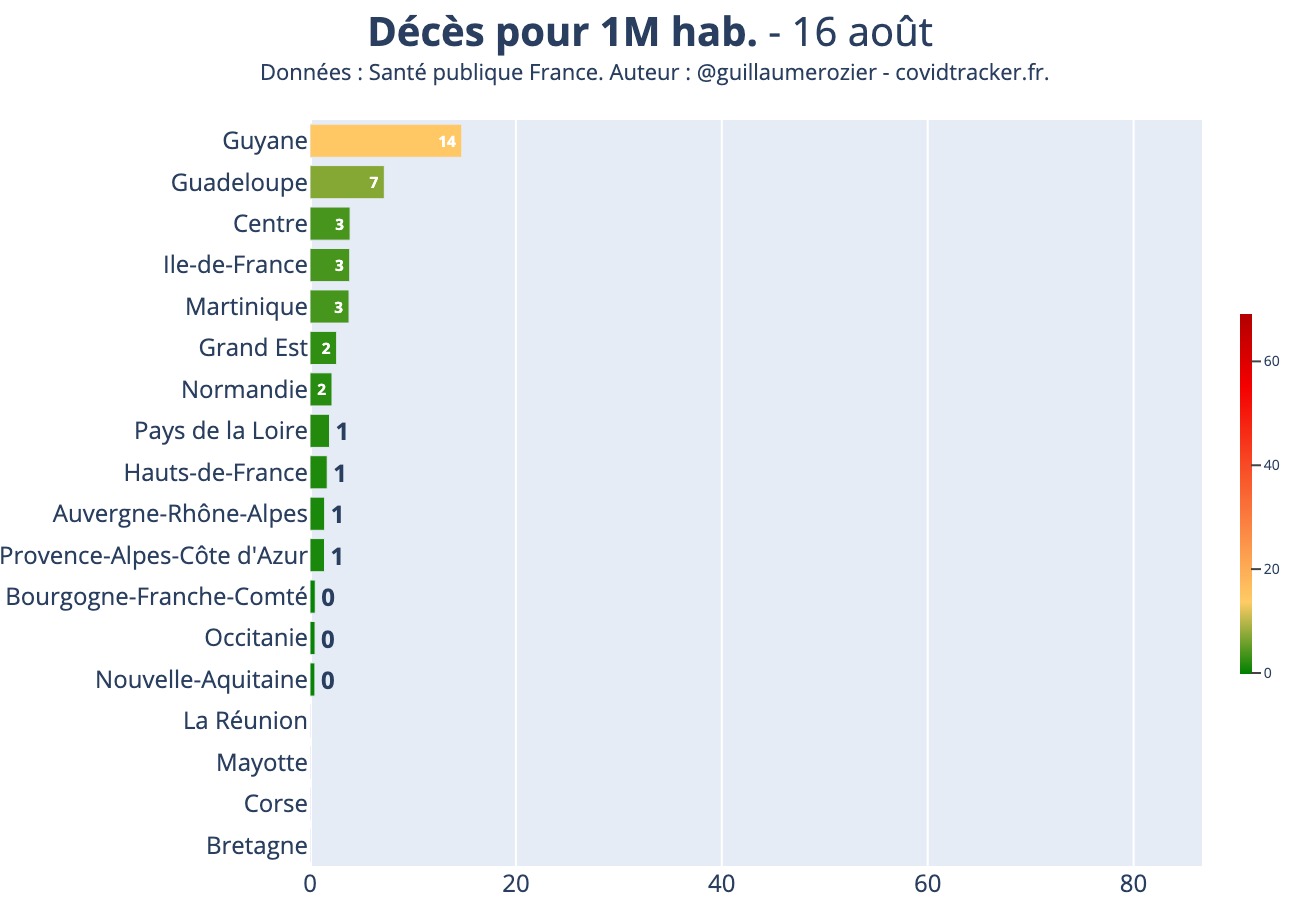 Décès pour 1M hab. - 16 août
Données : Santé publique France. Auteur : @guillaumerozier - covidtracker.fr.
Guyane 14
Guadeloupe 7
Centre 3
Ile-de-France 3
Martinique 3
Grand Est 2
Normandie 2
Pays de la Loire 1
Hauts-de-France 1
Auvergne-Rhône-Alpes 1
Provence-Alpes-Côte d'Azur 1
Bourgogne-Franche-Comté 0
Occitanie 0
Nouvelle-Aquitaine 0
La Réunion
Mayotte
Corse
Bretagne
0 20 40 60 80
60
40
20
0